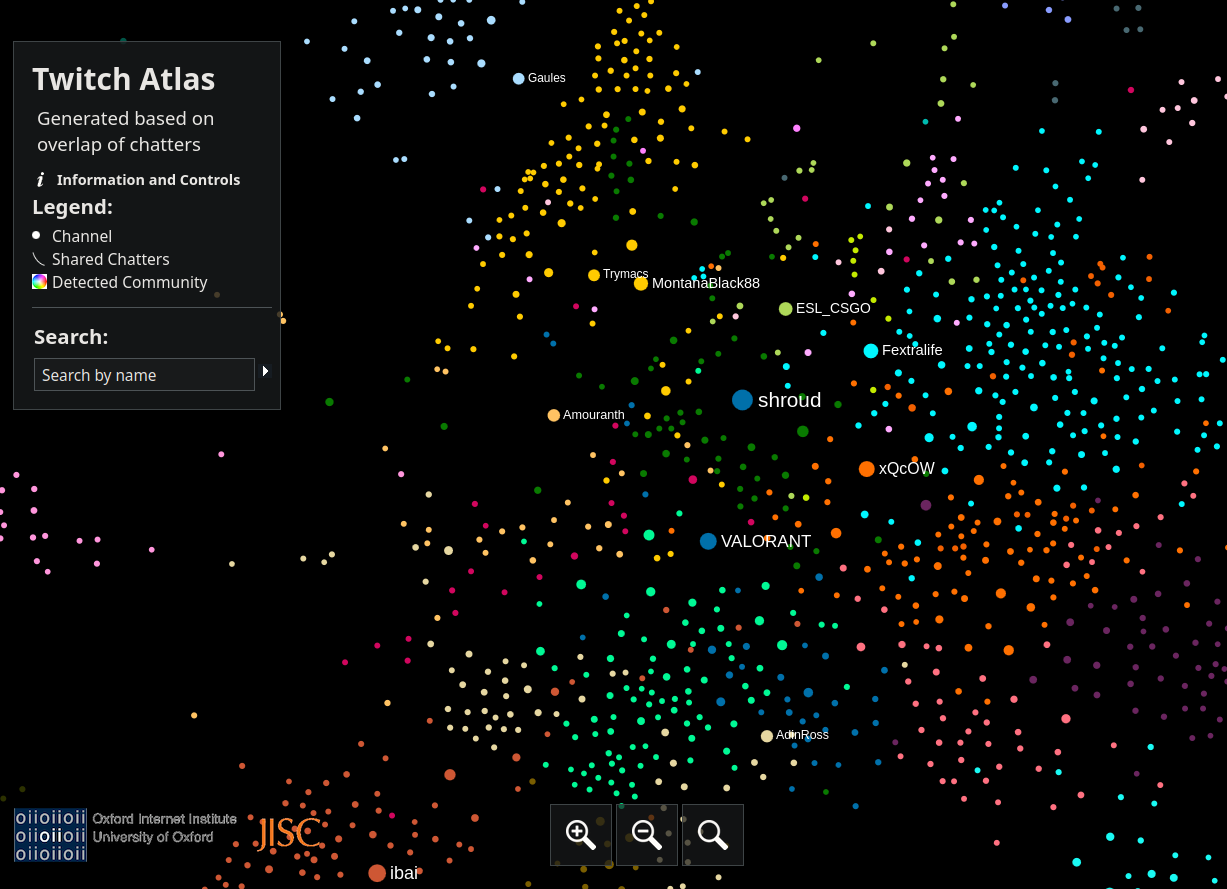 Twitch Atlas
Generated based on
overlap of chatters
i Information and Controls
Legend:
Channel
Shared Chatters
Detected Community
Search:
Search by name
Gaules
Trymacs
MontanaBlack88
ESL_CSGO
Fextralife
shroud
Amouranth
xQcOW
VALORANT
AdinRoss
ibai
oiioiioii
oiioiioii
oiioiioii
Oxford Internet Institute
University of Oxford
JISC